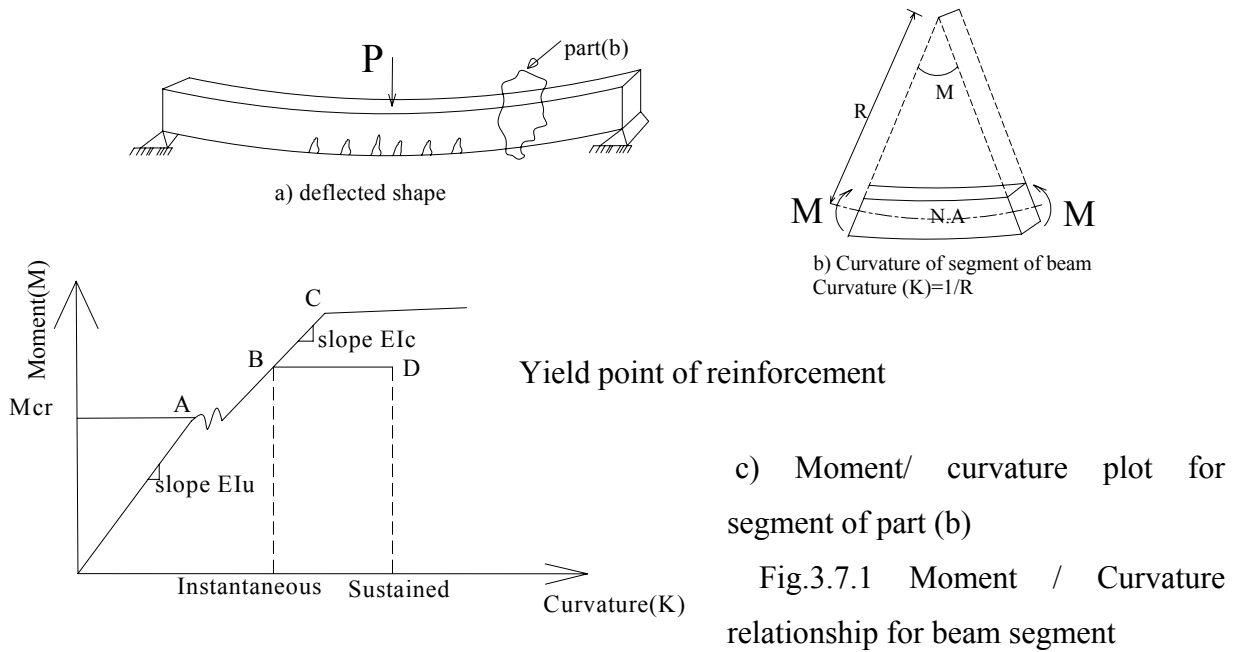 P
part(b)
a) deflected shape
R
M
M
M
N.A
b) Curvature of segment of beam
Curvature (K)=1/R
Moment(M)
Mcr
A
B
C
D
slope EIc
slope EIu
Instantaneous
Sustained
Curvature(K)
Yield point of reinforcement
c) Moment/ curvature plot for
segment of part (b)
Fig.3.7.1 Moment / Curvature
relationship for beam segment